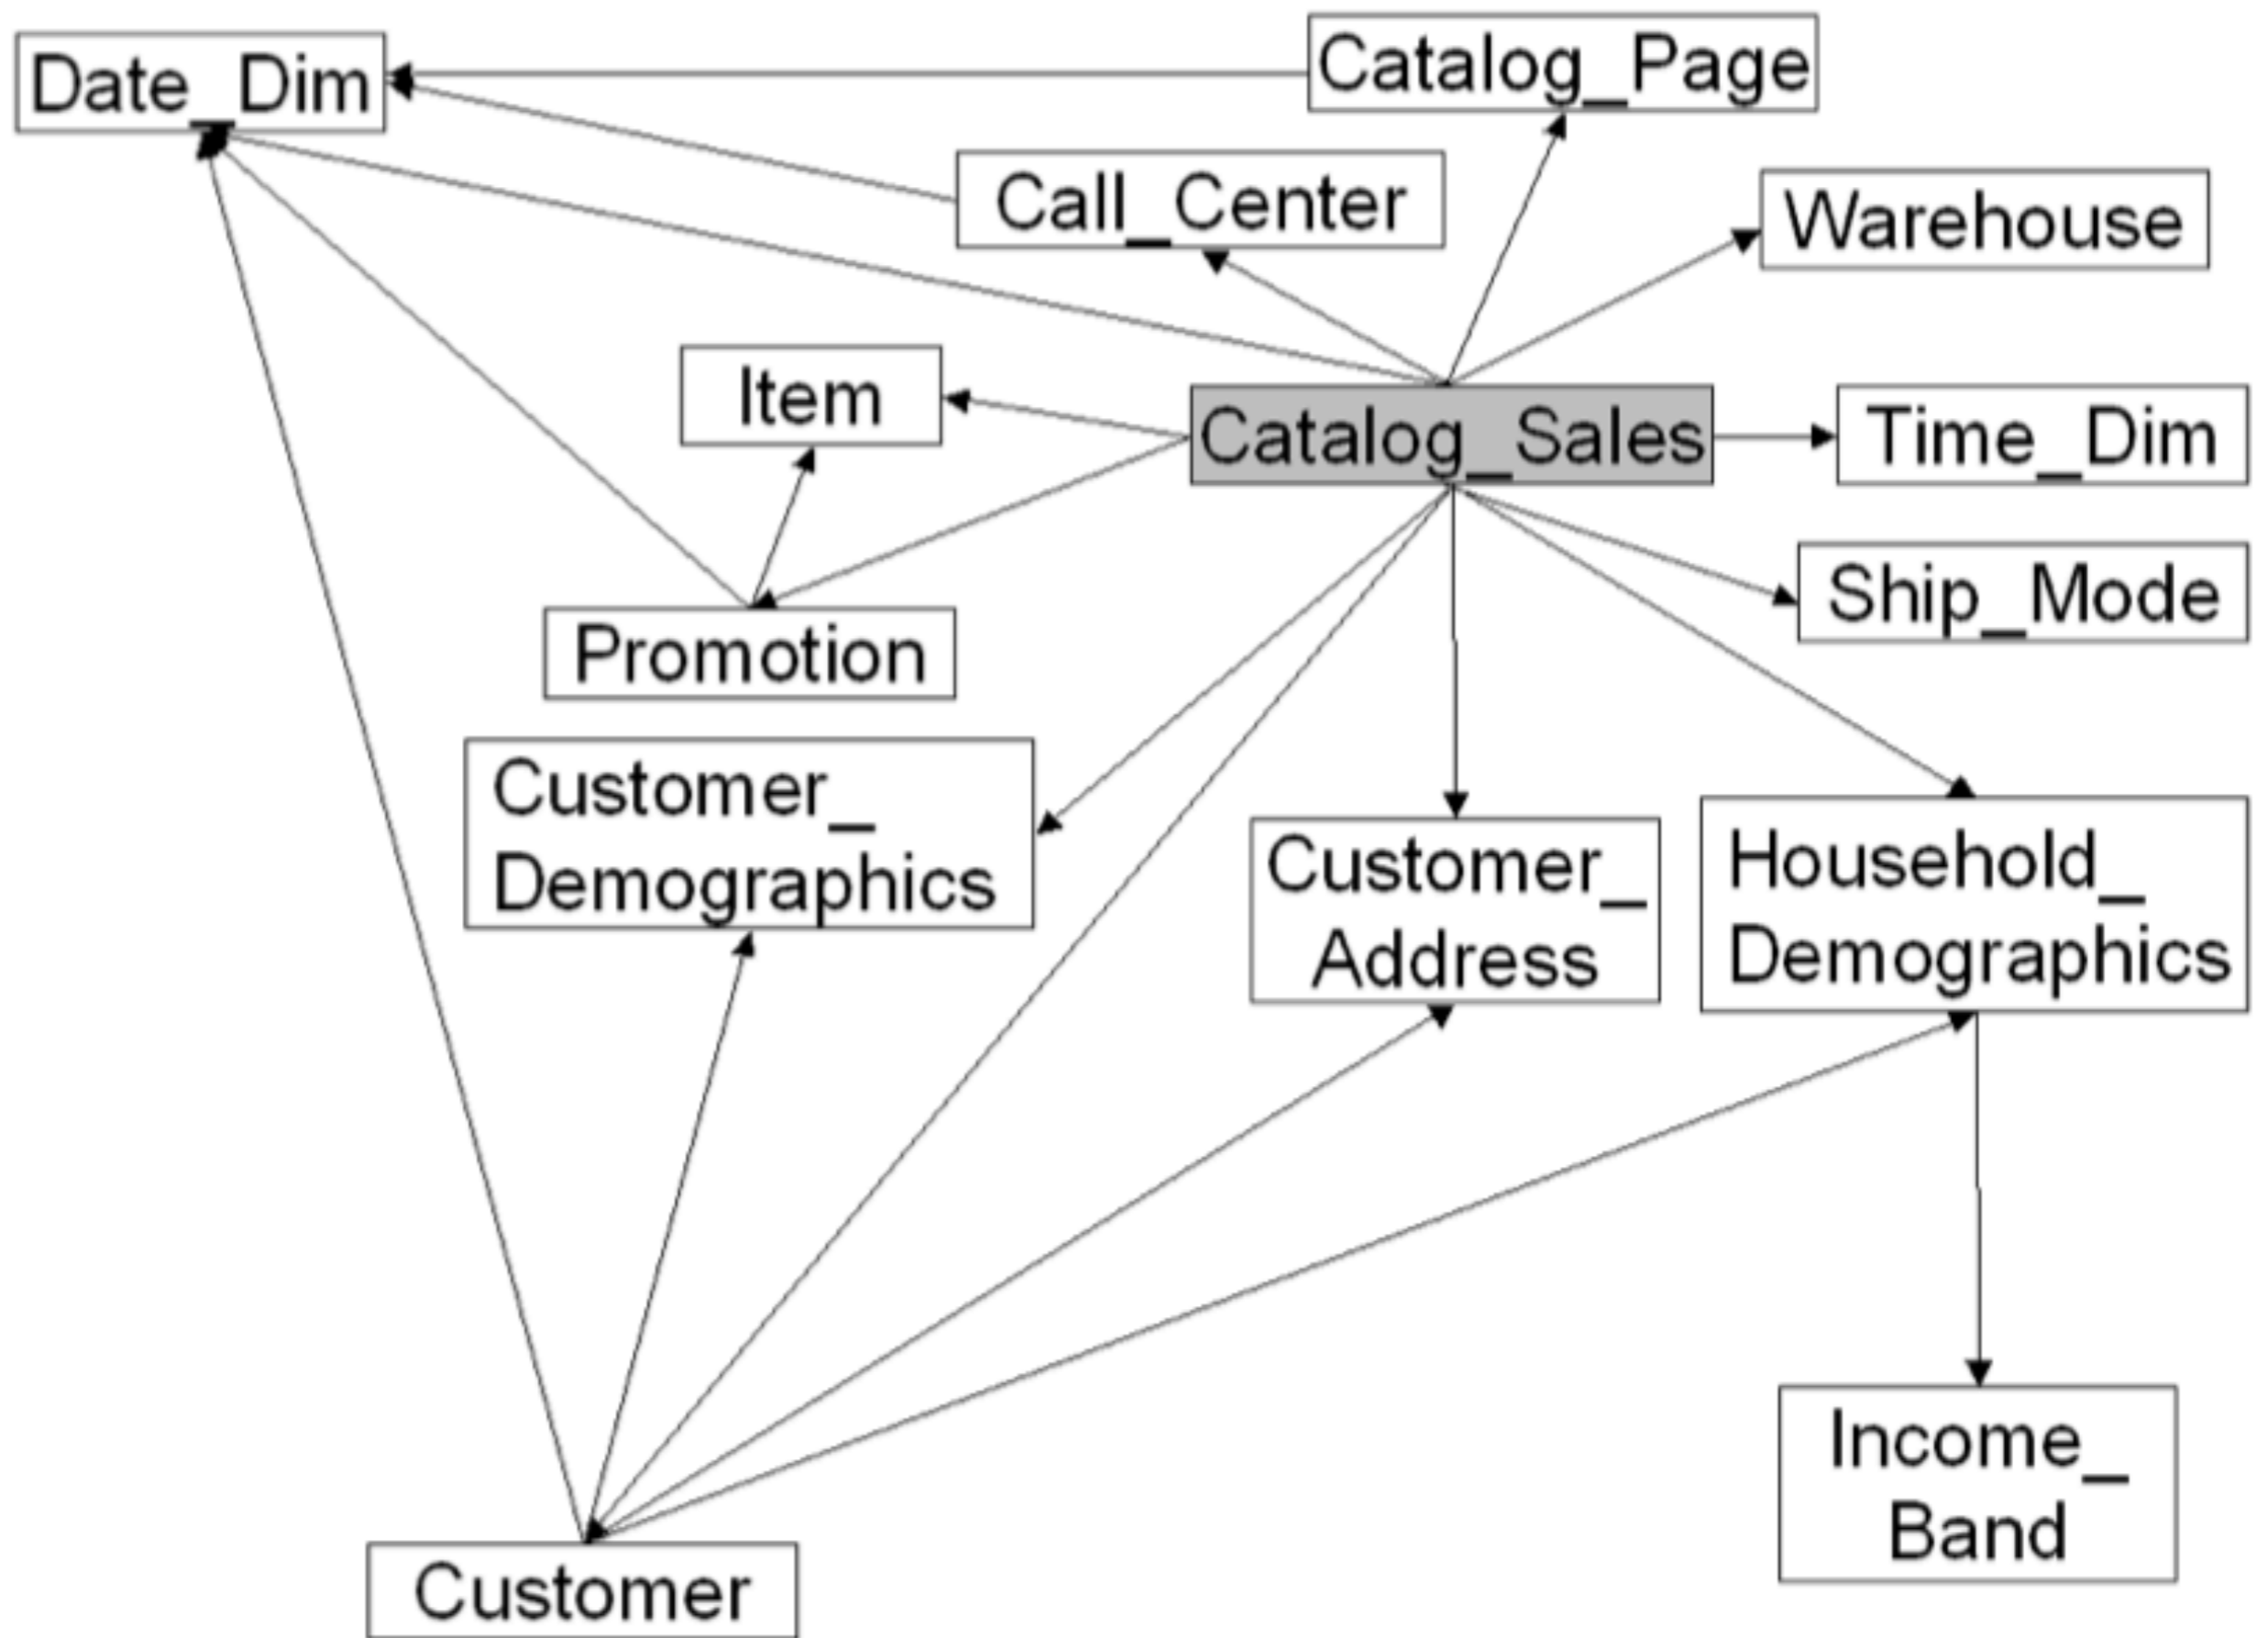 Date_Dim
Catalog_Page
Call_Center
Warehouse
Item
Catalog_Sales
Time_Dim
Ship_Mode
Promotion
Customer_
Demographics
Customer_
Address
Household_
Demographics
Income_
Band
Customer